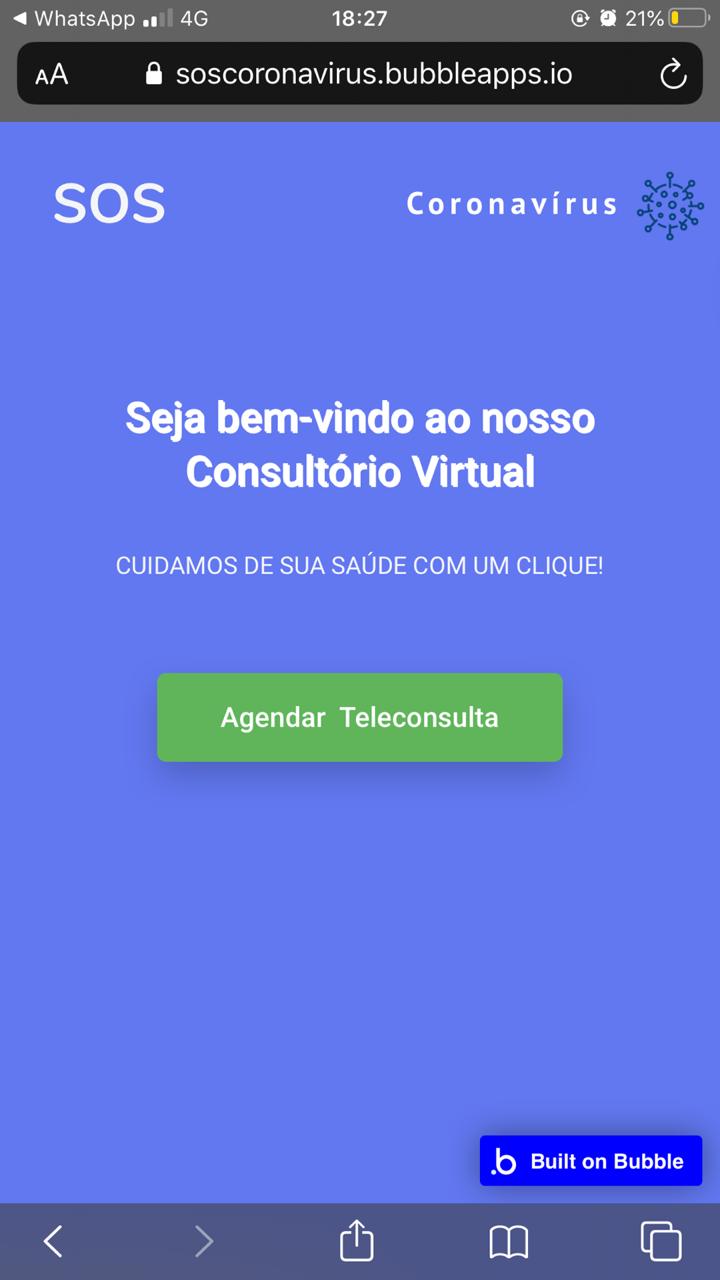 WhatsApp 4G 18:27 21%
AA soscoronavirus.bubbleapps.io
SOS Coronavírus
Seja bem-vindo ao nosso
Consultório Virtual
CUIDAMOS DE SUA SAÚDE COM UM CLIQUE!
Agendar Teleconsulta
.b Built on Bubble